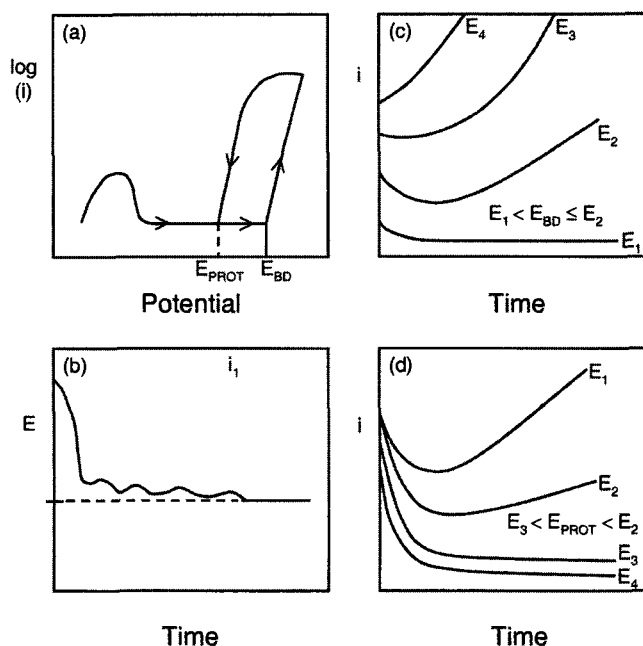 (a)
log
(i)
E_PROT
E_BD
Potential
(c)
i
E_4
E_3
E_2
E_1 < E_BD ≤ E_2
E_1
Time
(b)
i_1
E
Time
(d)
i
E_1
E_2
E_3 < E_PROT < E_2
E_3
E_4
Time